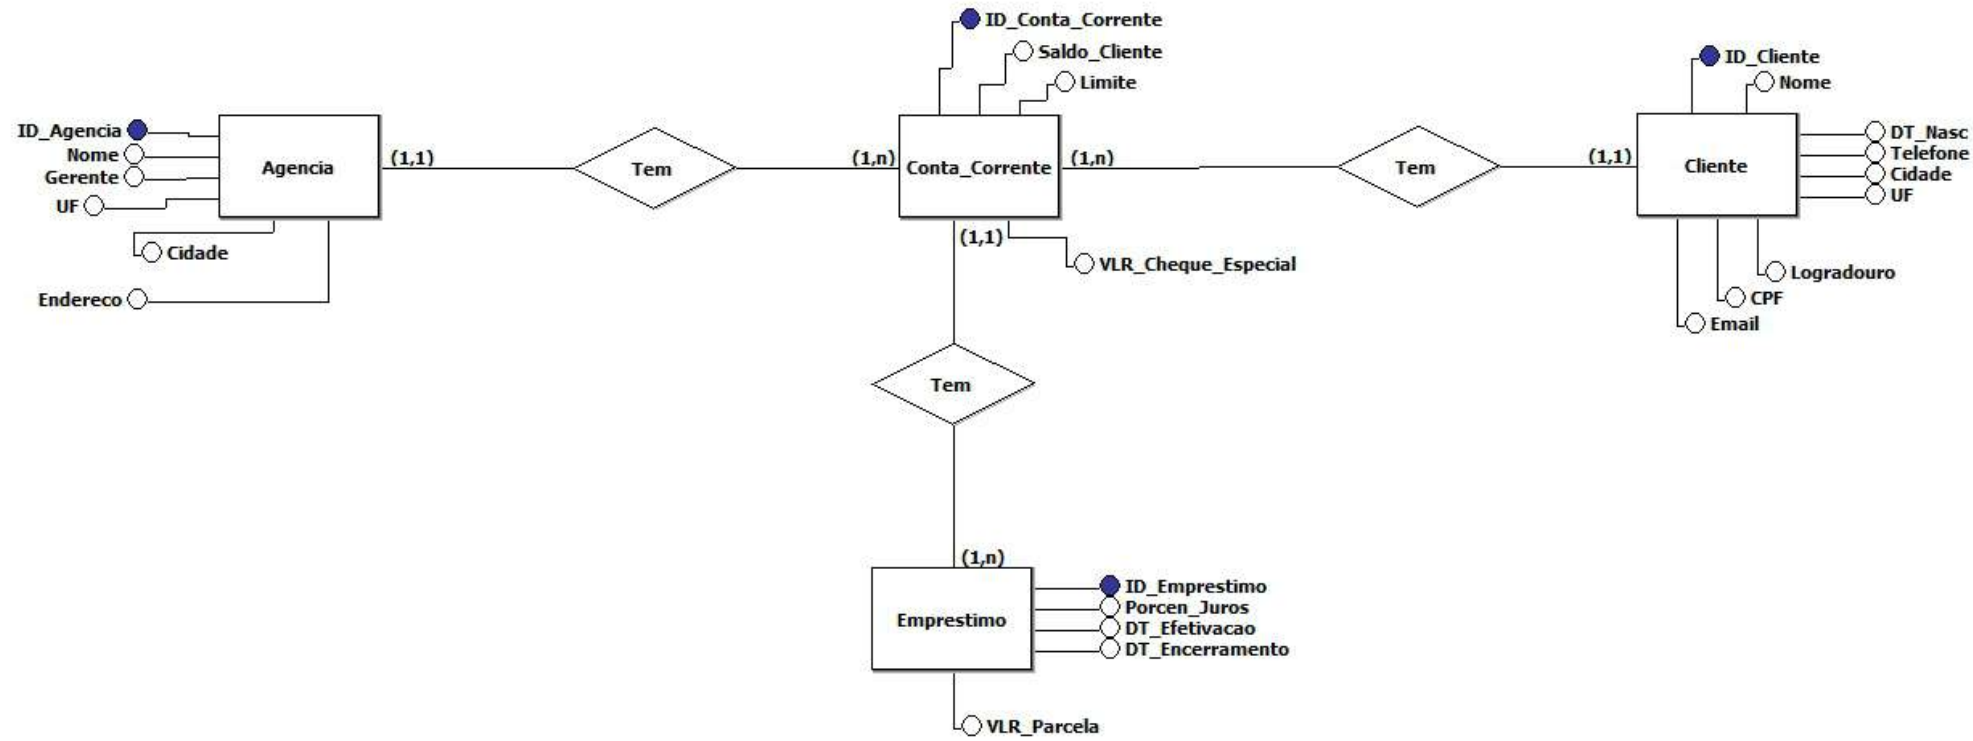 ID_Conta_Corrente
Saldo_Cliente
Limite
ID_Cliente
Nome
ID_Agencia
Nome
Gerente
UF
Cidade
Endereco
Agencia
(1,1)
Tem
(1,n)
Conta_Corrente
(1,n)
Tem
(1,1)
Cliente
DT_Nasc
Telefone
Cidade
UF
Logradouro
CPF
Email
(1,1)
VLR_Cheque_Especial
Tem
(1,n)
Emprestimo
ID_Emprestimo
Porcen_Juros
DT_Efetivacao
DT_Encerramento
VLR_Parcela